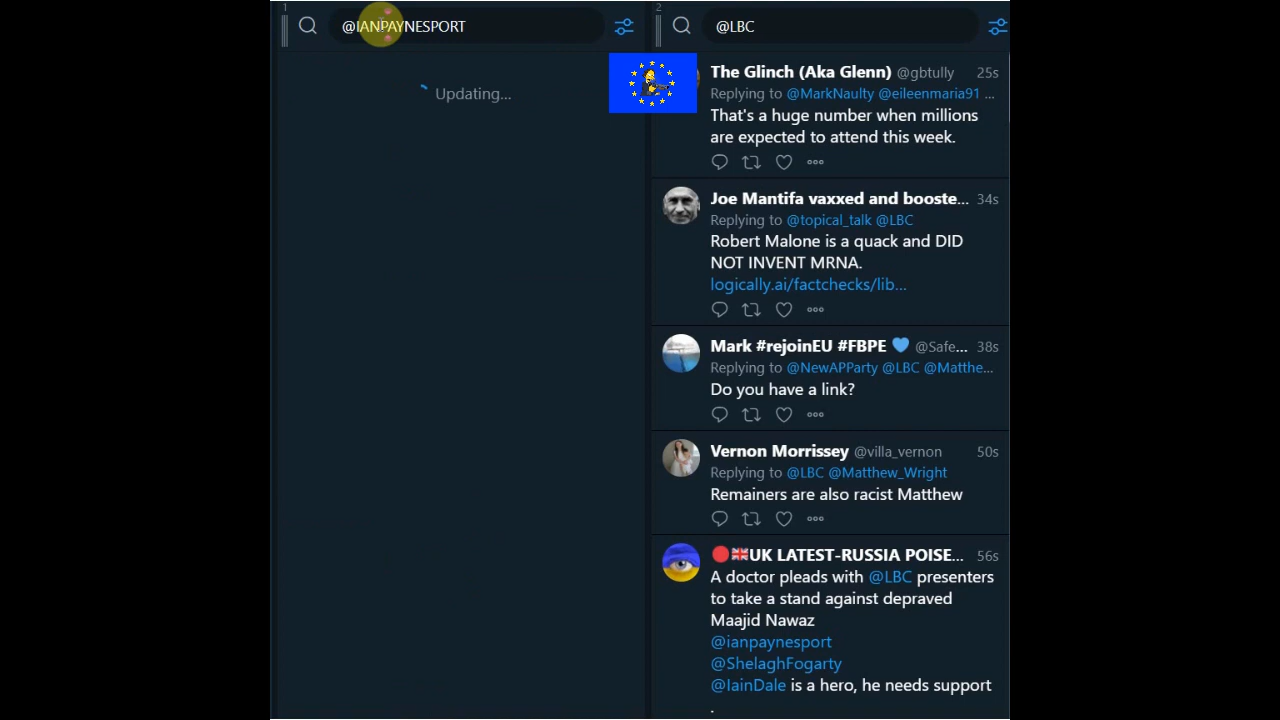 1
@IANPAYNESPORT
Updating...
2
@LBC
The Glinch (Aka Glenn) @gbtully 25s
Replying to @MarkNaulty @eileenmaria91 ...
That's a huge number when millions
are expected to attend this week.
Joe Mantifa vaxxed and booste... 34s
Replying to @topical_talk @LBC
Robert Malone is a quack and DID
NOT INVENT MRNA.
logically.ai/factchecks/lib...
Mark #rejoinEU #FBPE 💙 @Safe... 38s
Replying to @NewAPParty @LBC @Matthe...
Do you have a link?
Vernon Morrissey @villa_vernon 50s
Replying to @LBC @Matthew_Wright
Remainers are also racist Matthew
🔴🇬🇧UK LATEST-RUSSIA POISE... 56s
A doctor pleads with @LBC presenters
to take a stand against depraved
Maajid Nawaz
@ianpaynesport
@ShelaghFogarty
@IainDale is a hero, he needs support
.